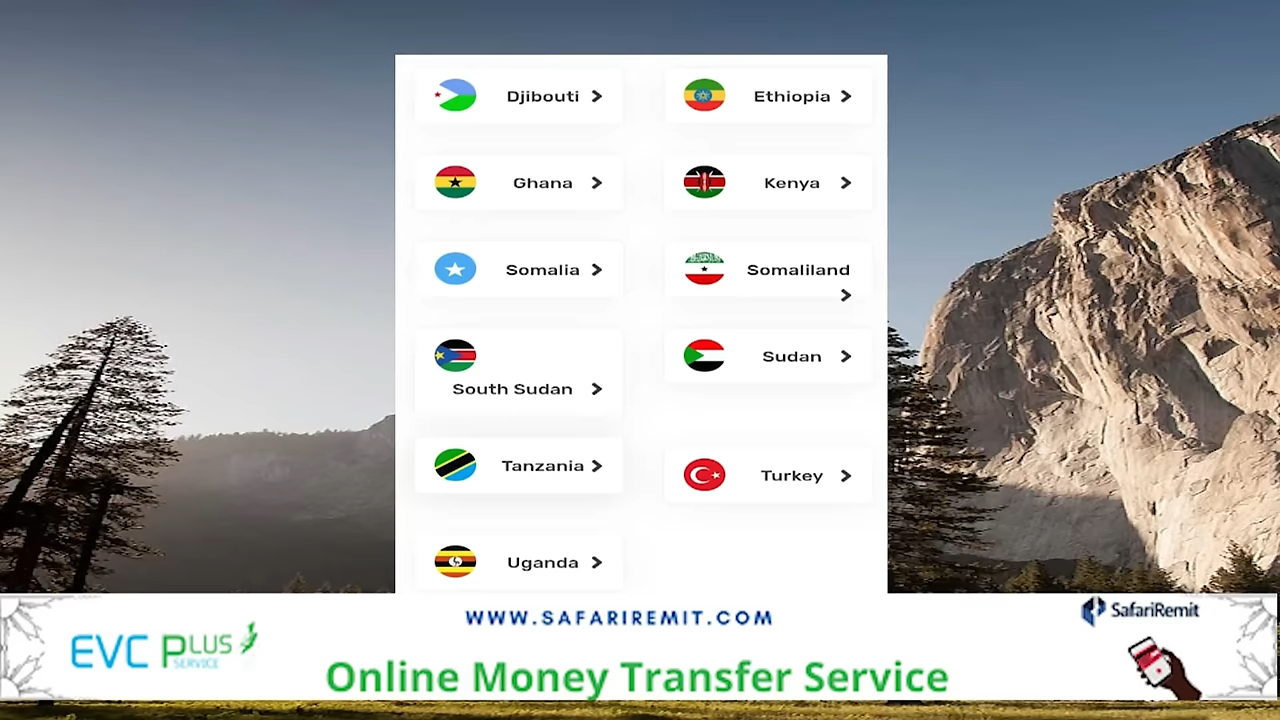 Djibouti
Ethiopia
Ghana
Kenya
Somalia
Somaliland
South Sudan
Sudan
Tanzania
Turkey
Uganda
WWW.SAFARIREMIT.COM
SafariRemit
EVC PLUS
SERVICE
Online Money Transfer Service